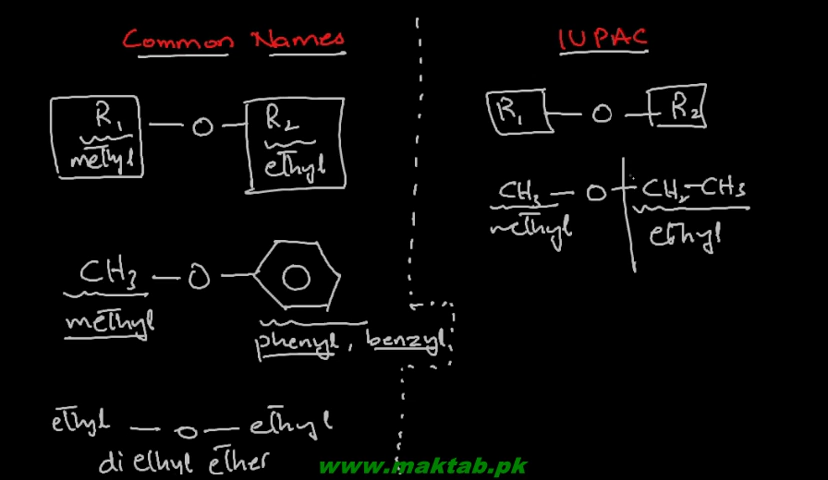 Common Names
R₁ — O — R₂
methyl ethyl
CH₃ — O —
methyl
phenyl, benzyl,
ethyl — O — ethyl
di ethyl ether
IUPAC
R₁ — O — R₂
CH₃ — O — CH₂-CH₃
methyl ethyl
www.maktab.pk